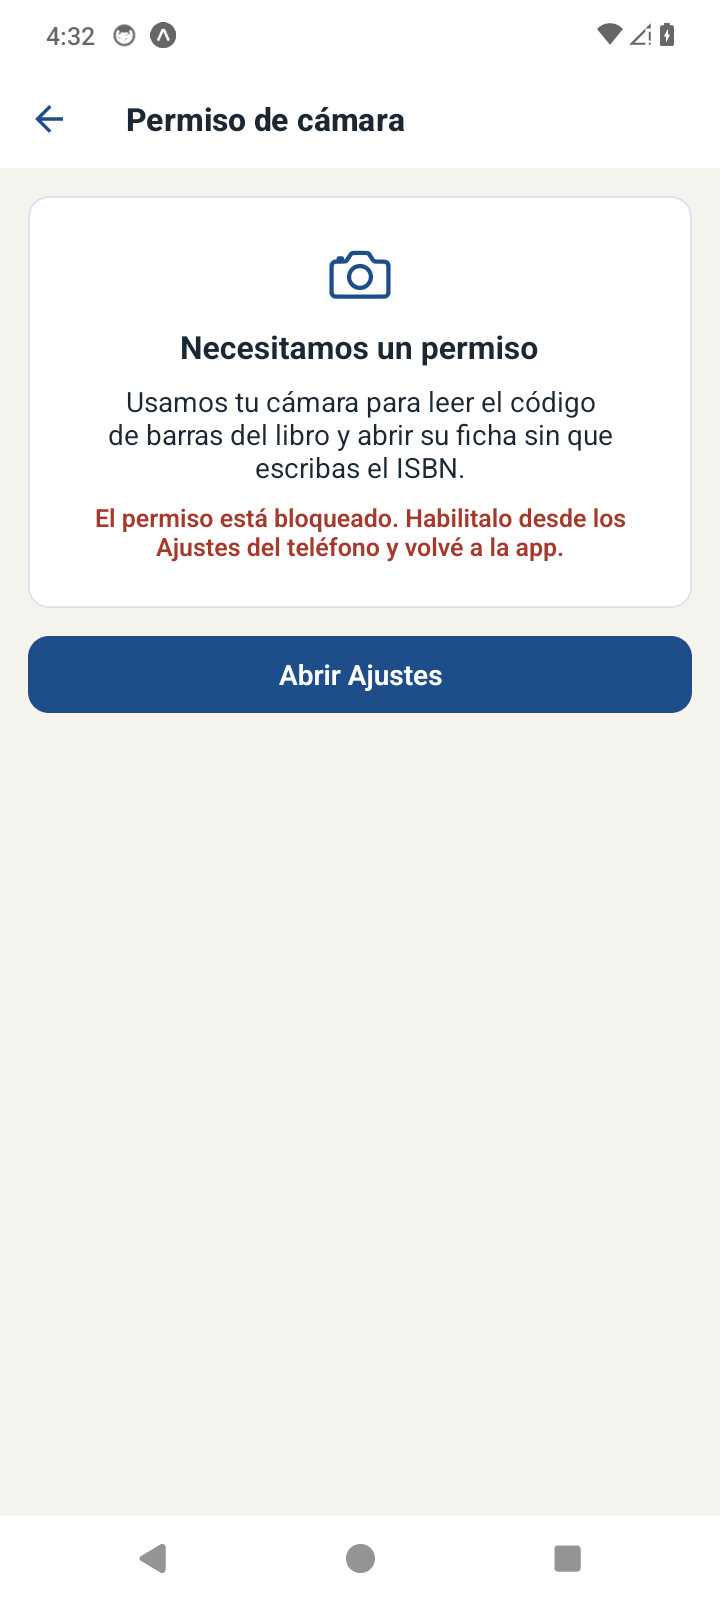 4:32
Permiso de cámara
Necesitamos un permiso
Usamos tu cámara para leer el código
de barras del libro y abrir su ficha sin que
escribas el ISBN.
El permiso está bloqueado. Habilitalo desde los
Ajustes del teléfono y volvé a la app.
Abrir Ajustes